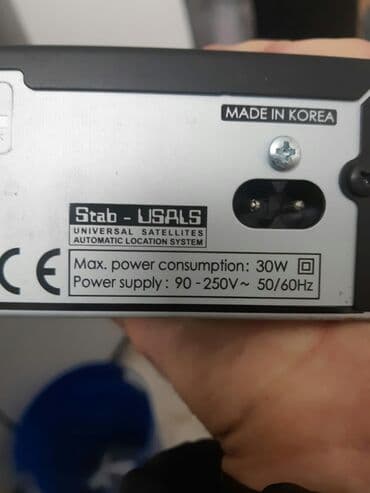 MADE IN KOREA
Stab - USALS
UNIVERSAL SATELLITES
AUTOMATIC LOCATION SYSTEM
CE
Max. power consumption: 30W
Power supply: 90 - 250V~ 50/60Hz